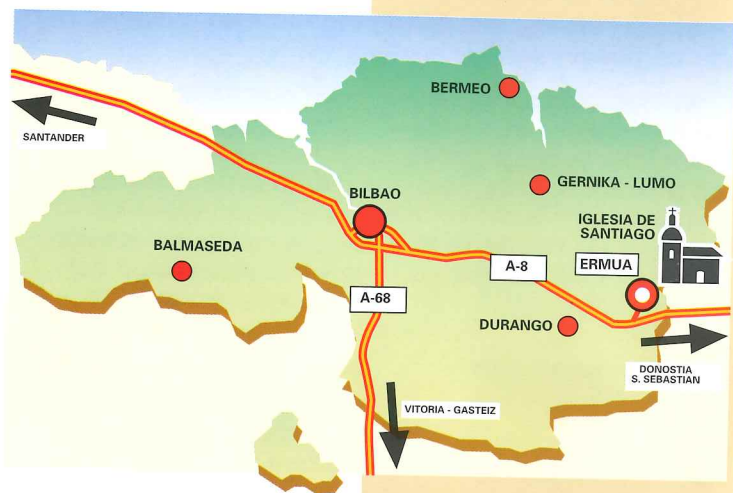 BERMEO
SANTANDER
GERNIKA - LUMO
BILBAO
IGLESIA DE
SANTIAGO
BALMASEDA
A-8
ERMUA
A-68
DURANGO
DONOSTIA
S. SEBASTIAN
VITORIA - GASTEIZ